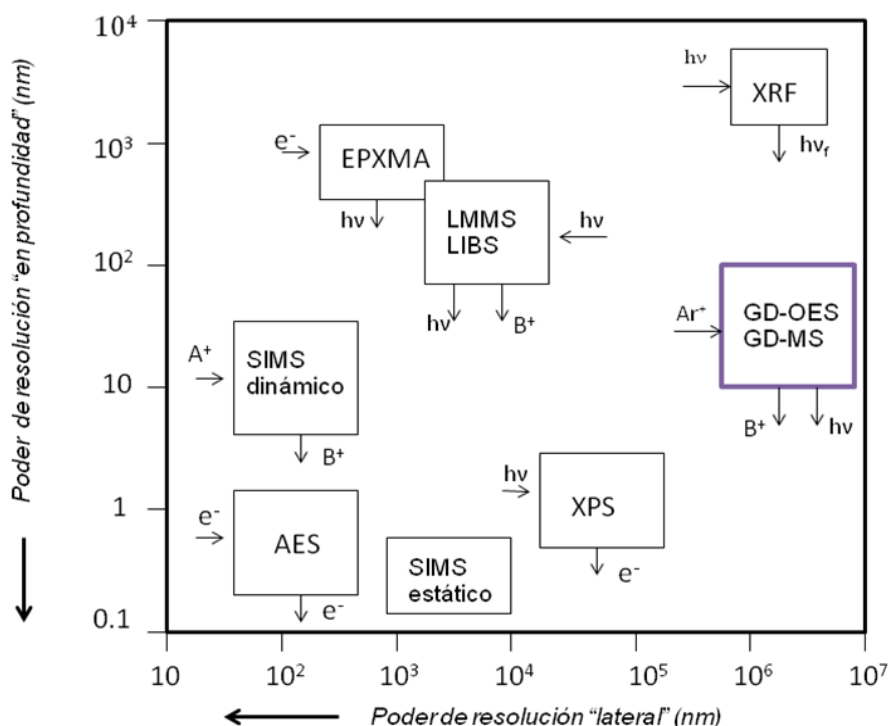 Poder de resolución "en profundidad" (nm)
10⁴
10³
10²
10
1
0.1
hν
XRF
hνf
e⁻
EPXMA
hν
LMMS
LIBS
hν
hν
B⁺
Ar⁺
GD-OES
GD-MS
B⁺
hν
A⁺
SIMS
dinámico
B⁺
hν
XPS
e⁻
e⁻
AES
e⁻
SIMS
estático
10
10²
10³
10⁴
10⁵
10⁶
10⁷
Poder de resolución "lateral" (nm)